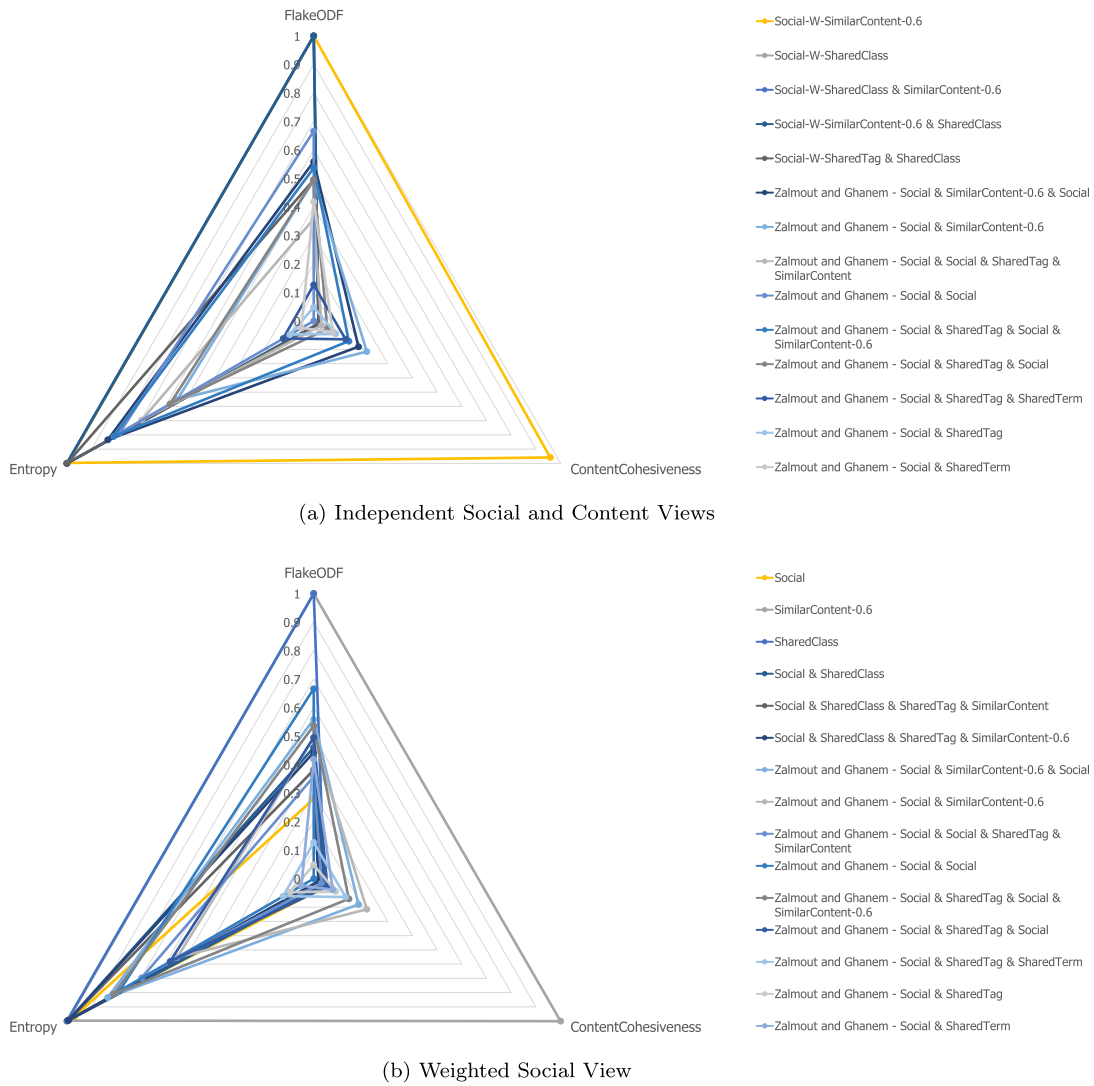 FlakeODF
1
0.9
0.8
0.7
0.6
0.5
0.4
0.3
0.2
0.1
0
Entropy
ContentCohesiveness
Social-W-SimilarContent-0.6
Social-W-SharedClass
Social-W-SharedClass & SimilarContent-0.6
Social-W-SimilarContent-0.6 & SharedClass
Social-W-SharedTag & SharedClass
Zalmout and Ghanem - Social & SimilarContent-0.6 & Social
Zalmout and Ghanem - Social & SimilarContent-0.6
Zalmout and Ghanem - Social & Social & SharedTag &
SimilarContent
Zalmout and Ghanem - Social & Social
Zalmout and Ghanem - Social & SharedTag & Social &
SimilarContent-0.6
Zalmout and Ghanem - Social & SharedTag & Social
Zalmout and Ghanem - Social & SharedTag & SharedTerm
Zalmout and Ghanem - Social & SharedTag
Zalmout and Ghanem - Social & SharedTerm
(a) Independent Social and Content Views
FlakeODF
1
0.9
0.8
0.7
0.6
0.5
0.4
0.3
0.2
0.1
0
Entropy
ContentCohesiveness
Social
SimilarContent-0.6
SharedClass
Social & SharedClass
Social & SharedClass & SharedTag & SimilarContent
Social & SharedClass & SharedTag & SimilarContent-0.6
Zalmout and Ghanem - Social & SimilarContent-0.6 & Social
Zalmout and Ghanem - Social & SimilarContent-0.6
Zalmout and Ghanem - Social & Social & SharedTag &
SimilarContent
Zalmout and Ghanem - Social & Social
Zalmout and Ghanem - Social & SharedTag & Social &
SimilarContent-0.6
Zalmout and Ghanem - Social & SharedTag & Social
Zalmout and Ghanem - Social & SharedTag & SharedTerm
Zalmout and Ghanem - Social & SharedTag
Zalmout and Ghanem - Social & SharedTerm
(b) Weighted Social View